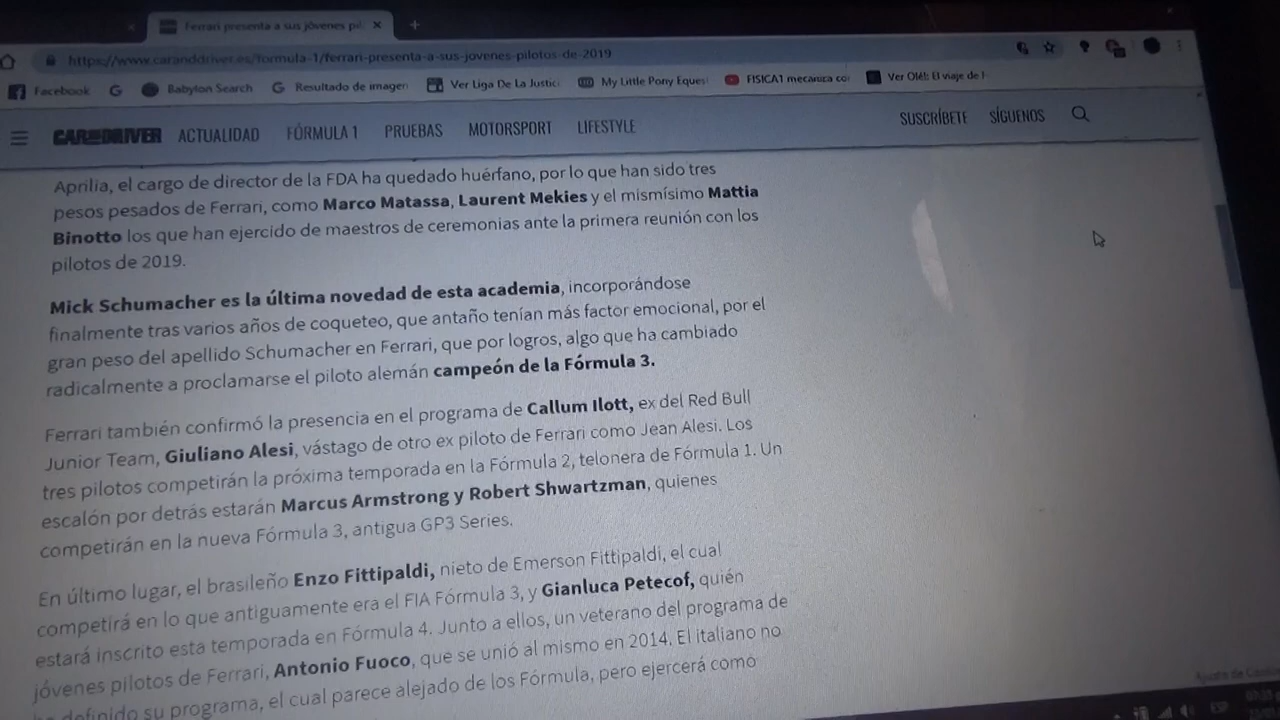 Ferrari presenta a sus jóvenes pil
https://www.caranddriver.es/formula-1/ferrari-presenta-a-sus-jovenes-pilotos-de-2019
Facebook Babylon Search Resultado de imagen Ver Liga De La Justic My Little Pony Equest FISICA1 mecanica co Ver Olé!: El viaje de
CAR AND DRIVER ACTUALIDAD FÓRMULA 1 PRUEBAS MOTORSPORT LIFESTYLE SUSCRÍBETE SÍGUENOS
Aprilia, el cargo de director de la FDA ha quedado huérfano, por lo que han sido tres
pesos pesados de Ferrari, como Marco Matassa, Laurent Mekies y el mismísimo Mattia
Binotto los que han ejercido de maestros de ceremonias ante la primera reunión con los
pilotos de 2019.
Mick Schumacher es la última novedad de esta academia, incorporándose
finalmente tras varios años de coqueteo, que antaño tenían más factor emocional, por el
gran peso del apellido Schumacher en Ferrari, que por logros, algo que ha cambiado
radicalmente a proclamarse el piloto alemán campeón de la Fórmula 3.
Ferrari también confirmó la presencia en el programa de Callum Ilott, ex del Red Bull
Junior Team, Giuliano Alesi, vástago de otro ex piloto de Ferrari como Jean Alesi. Los
tres pilotos competirán la próxima temporada en la Fórmula 2, telonera de Fórmula 1. Un
escalón por detrás estarán Marcus Armstrong y Robert Shwartzman, quienes
competirán en la nueva Fórmula 3, antigua GP3 Series.
En último lugar, el brasileño Enzo Fittipaldi, nieto de Emerson Fittipaldi, el cual
competirá en lo que antiguamente era el FIA Fórmula 3, y Gianluca Petecof, quién
estará inscrito esta temporada en Fórmula 4. Junto a ellos, un veterano del programa de
jóvenes pilotos de Ferrari, Antonio Fuoco, que se unió al mismo en 2014. El italiano no
definido su programa, el cual parece alejado de los Fórmula, pero ejercerá como
ESP